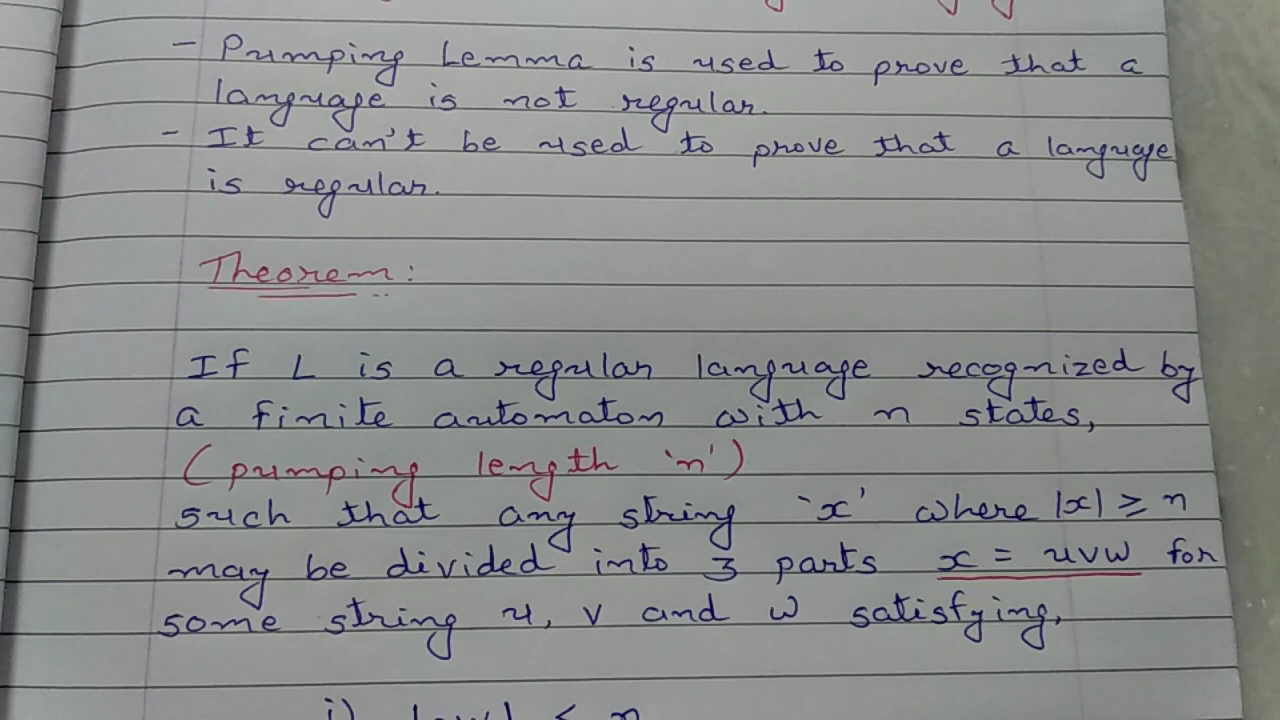 - Pumping Lemma is used to prove that a
language is not regular.
- It can't be used to prove that a language
is regular.
Theorem:
If L is a regular language recognized by
a finite automaton with n states,
(pumping length 'n')
such that any string 'x' where |x| ≥ n
may be divided into 3 parts x = uvw for
some string u, v and w satisfying,
i)